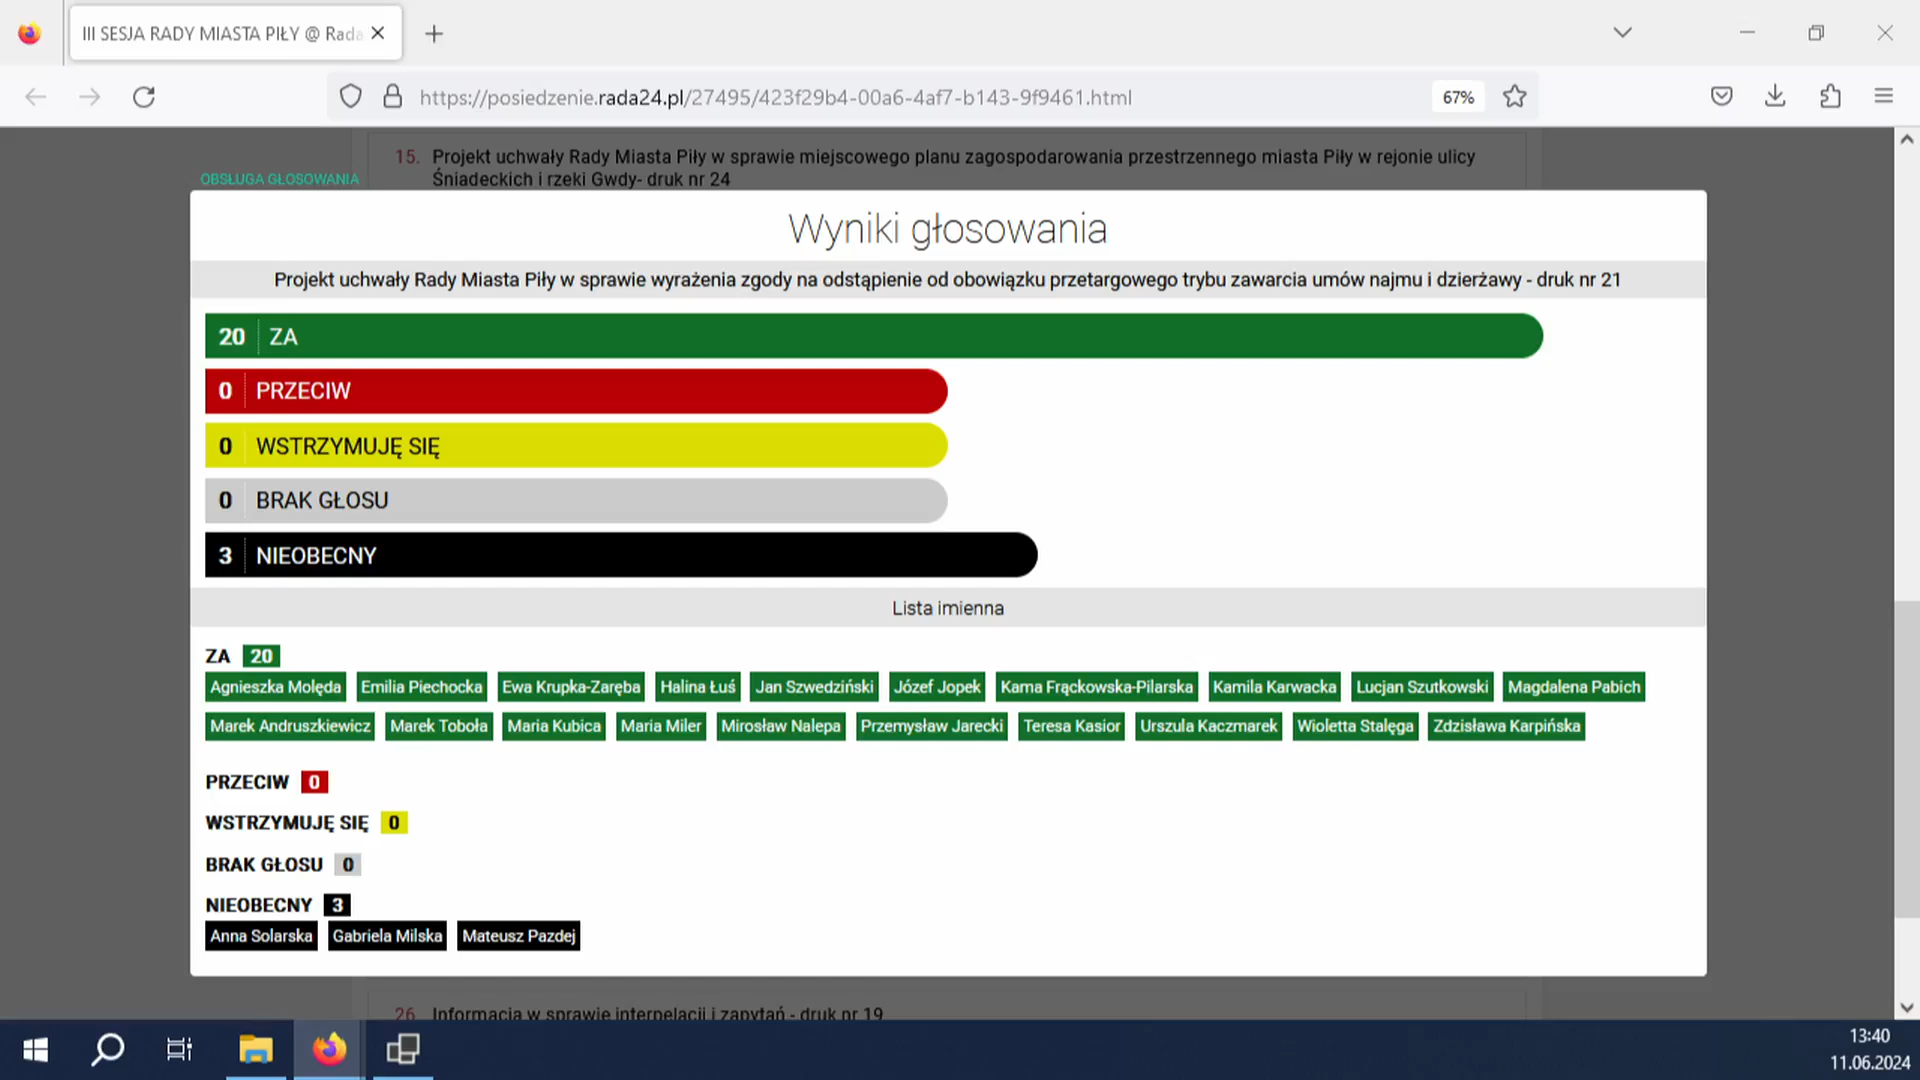 III SESJA RADY MIASTA PIŁY @ Rada
https://posiedzenie.rada24.pl/27495/423f29b4-00a6-4af7-b143-9f9461.html
67%
15. Projekt uchwały Rady Miasta Piły w sprawie miejscowego planu zagospodarowania przestrzennego miasta Piły w rejonie ulicy
Śniadeckich i rzeki Gwdy- druk nr 24
OBSŁUGA GŁOSOWANIA
Wyniki głosowania
Projekt uchwały Rady Miasta Piły w sprawie wyrażenia zgody na odstąpienie od obowiązku przetargowego trybu zawarcia umów najmu i dzierżawy - druk nr 21
20 ZA
0 PRZECIW
0 WSTRZYMUJĘ SIĘ
0 BRAK GŁOSU
3 NIEOBECNY
Lista imienna
ZA 20
Agnieszka Molęda Emilia Piechocka Ewa Krupka-Zaręba Halina Łuś Jan Szwedziński Józef Jopek Kama Frąckowska-Pilarska Kamila Karwacka Lucjan Szutkowski Magdalena Pabich
Marek Andruszkiewicz Marek Toboła Maria Kubica Maria Miler Mirosław Nalepa Przemysław Jarecki Teresa Kasior Urszula Kaczmarek Wioletta Stalęga Zdzisława Karpińska
PRZECIW 0
WSTRZYMUJĘ SIĘ 0
BRAK GŁOSU 0
NIEOBECNY 3
Anna Solarska Gabriela Milska Mateusz Pazdej
26. Informacja w sprawie interpelacji i zapytań - druk nr 19
13:40
11.06.2024